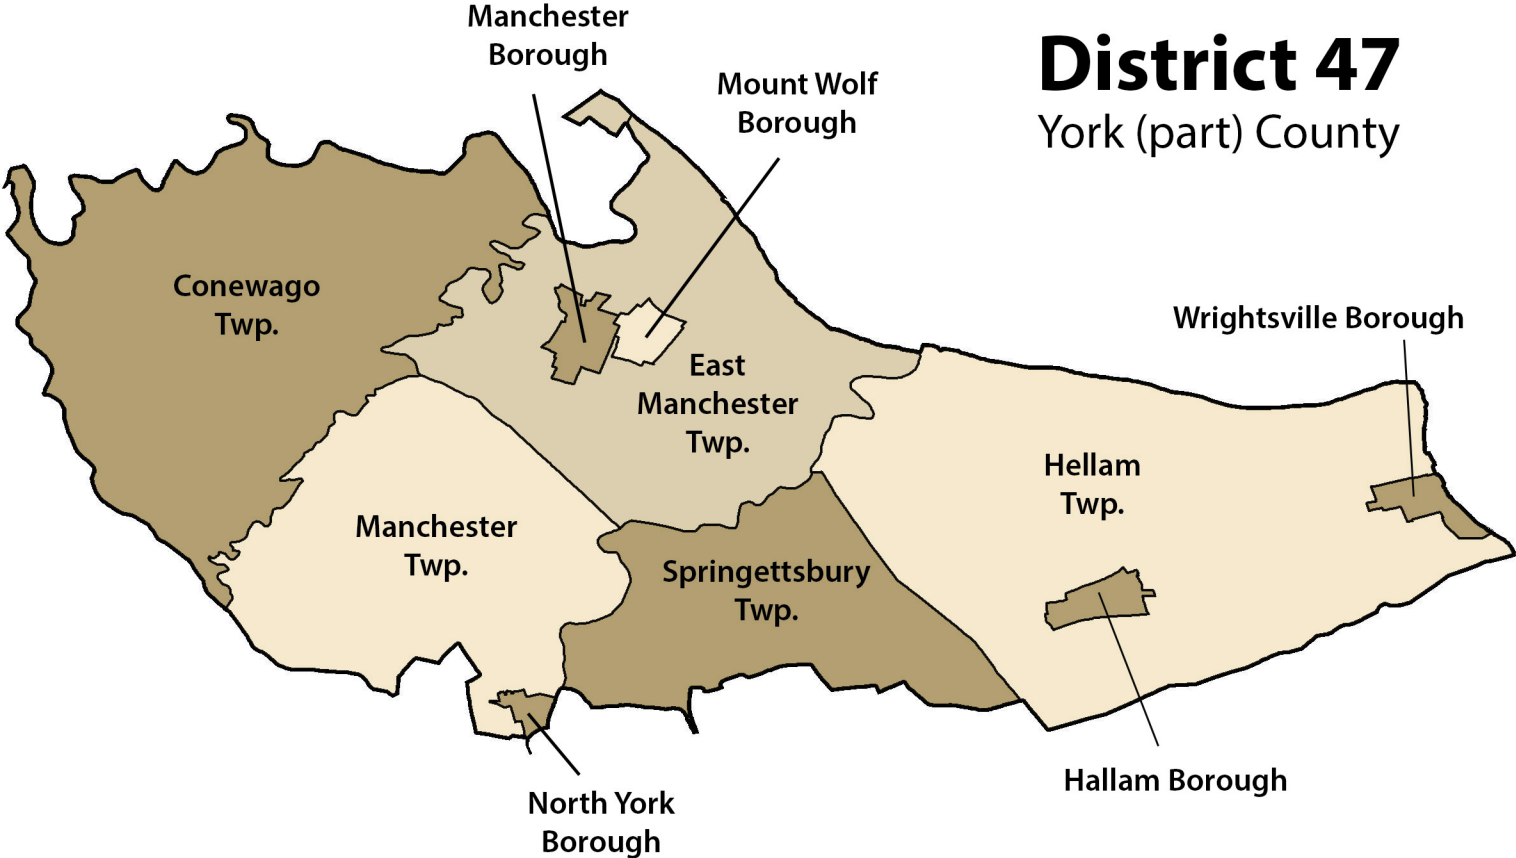 Manchester
Borough
District 47
York (part) County
Mount Wolf
Borough
Conewago
Twp.
Wrightsville Borough
East
Manchester
Twp.
Hellam
Twp.
Manchester
Twp.
Springettsbury
Twp.
Hallam Borough
North York
Borough